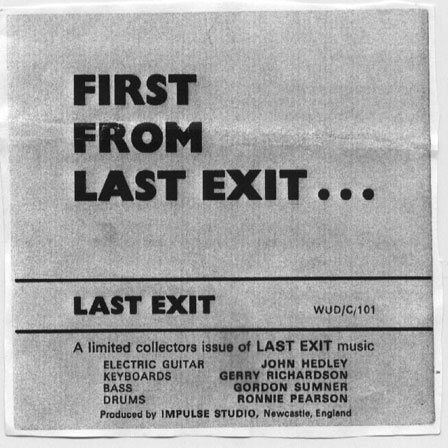 FIRST
FROM
LAST EXIT...
LAST EXIT WUD/C/101
A limited collectors issue of LAST EXIT music
ELECTRIC GUITAR JOHN HEDLEY
KEYBOARDS GERRY RICHARDSON
BASS GORDON SUMNER
DRUMS RONNIE PEARSON
Produced by IMPULSE STUDIO, Newcastle, England